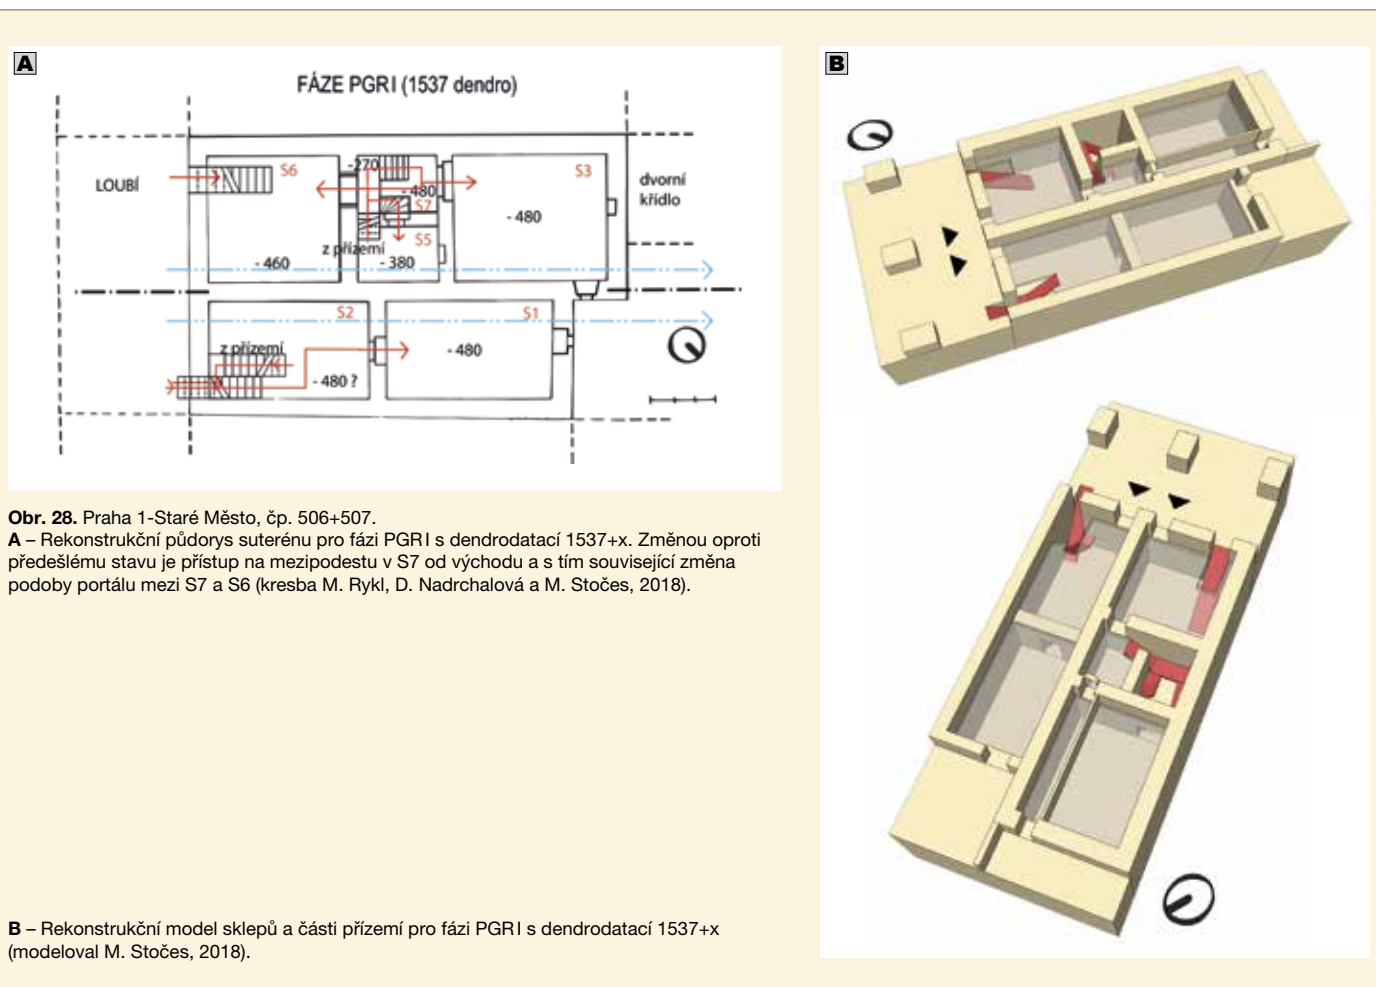 A
FÁZE PGR I (1537 dendro)
LOUBÍ
S6
-270
-480
S7
S3
dvorní
křídlo
- 480
z přízemí
S5
- 460
- 380
S2
S1
z přízemí
- 480
- 480 ?
B
Obr. 28. Praha 1-Staré Město, čp. 506+507.
A – Rekonstrukční půdorys suterénu pro fázi PGR I s dendrodatací 1537+x. Změnou oproti
předešlému stavu je přístup na mezipodestu v S7 od východu a s tím související změna
podoby portálu mezi S7 a S6 (kresba M. Rykl, D. Nadrchalová a M. Stočes, 2018).
B – Rekonstrukční model sklepů a části přízemí pro fázi PGR I s dendrodatací 1537+x
(modeloval M. Stočes, 2018).